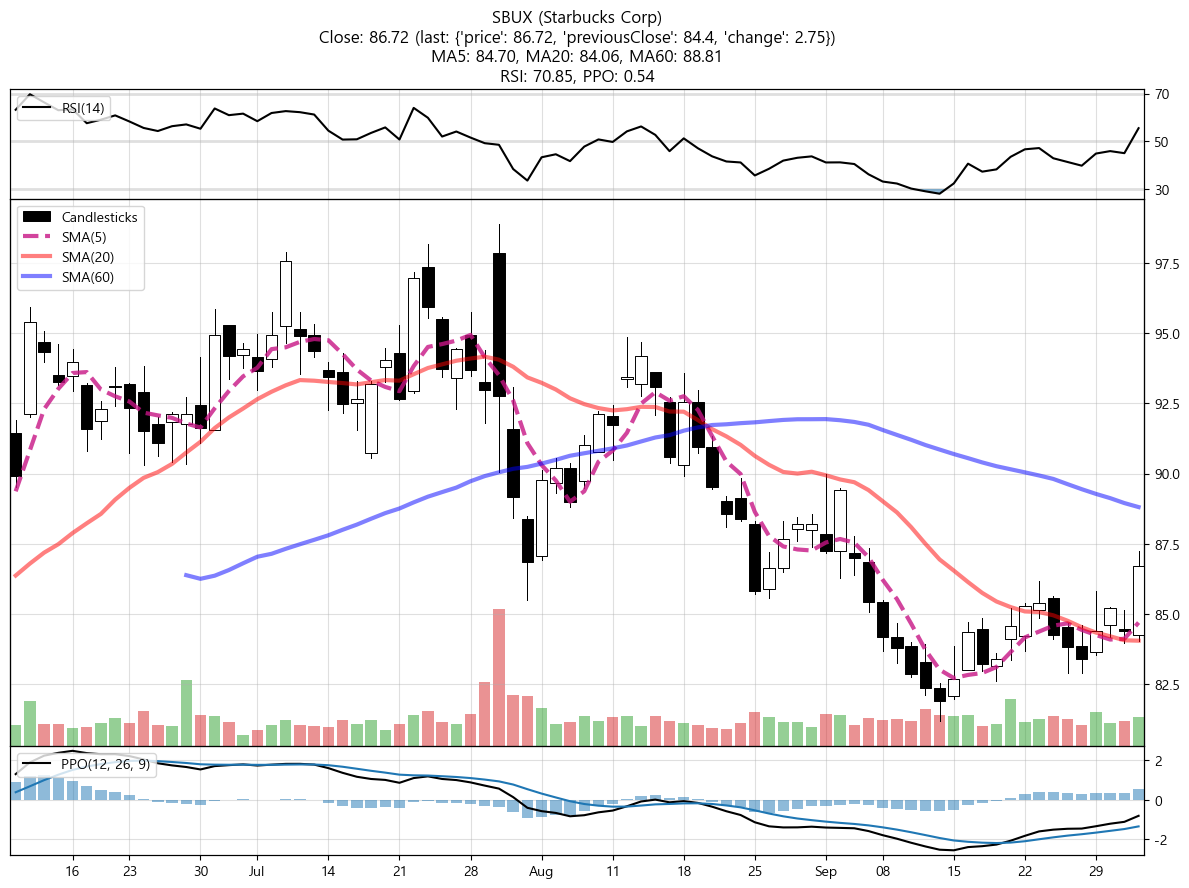 SBUX (Starbucks Corp)
Close: 86.72 (last: {'price': 86.72, 'previousClose': 84.4, 'change': 2.75})
MA5: 84.70, MA20: 84.06, MA60: 88.81
RSI: 70.85, PPO: 0.54
RSI(14)
70
50
30
Candlesticks
SMA(5)
SMA(20)
SMA(60)
97.5
95.0
92.5
90.0
87.5
85.0
82.5
PPO(12, 26, 9)
2
0
-2
16 23 30 Jul 14 21 28 Aug 11 18 25 Sep 08 15 22 29